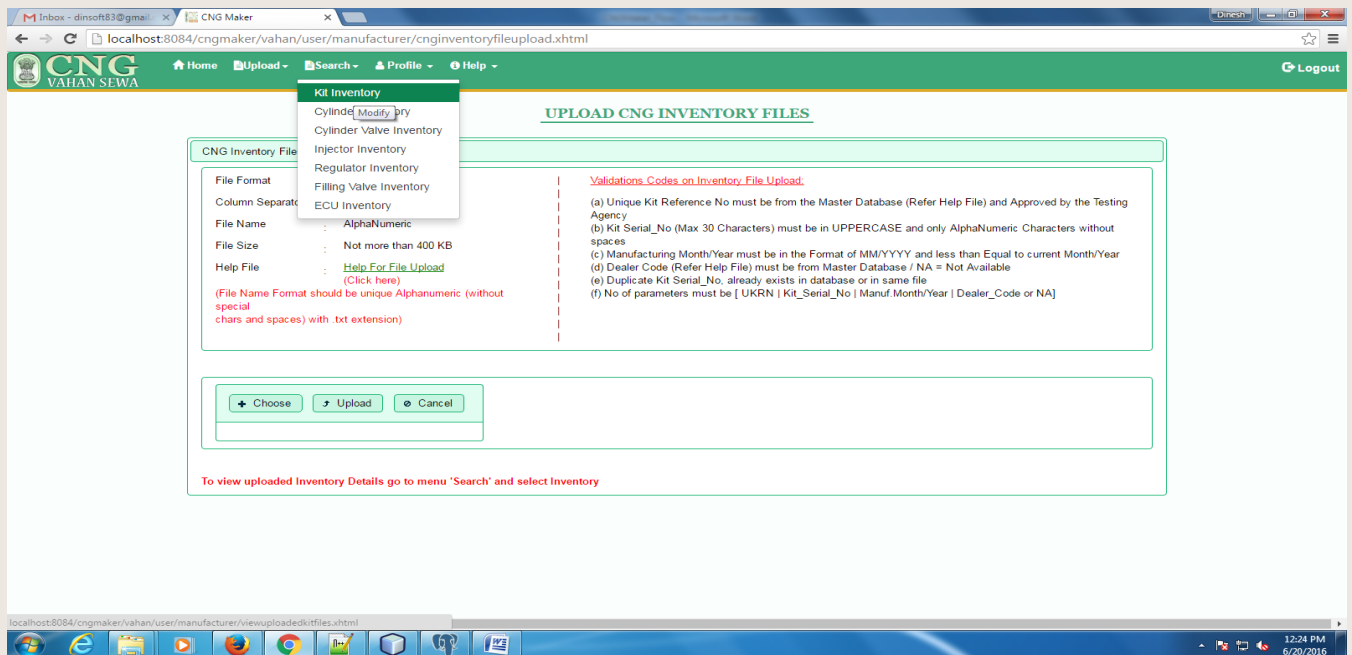 Inbox - dinsoft83@gmail.
CNG Maker
Dinesh
localhost:8084/cngmaker/vahan/user/manufacturer/cnginventoryfileupload.xhtml
CNG
VAHAN SEWA
Home Upload Search Profile Help
Logout
Kit Inventory
Cylinde
ory
Modify
Cylinder Valve Inventory
Injector Inventory
Regulator Inventory
Filling Valve Inventory
ECU Inventory
UPLOAD CNG INVENTORY FILES
CNG Inventory File
File Format
Column Separato
File Name : AlphaNumeric
File Size : Not more than 400 KB
Help File : Help For File Upload
(Click here)
(File Name Format should be unique Alphanumeric (without
special
chars and spaces) with .txt extension)
Validations Codes on Inventory File Upload:
(a) Unique Kit Reference No must be from the Master Database (Refer Help File) and Approved by the Testing
Agency
(b) Kit Serial_No (Max 30 Characters) must be in UPPERCASE and only AlphaNumeric Characters without
spaces
(c) Manufacturing Month/Year must be in the Format of MM/YYYY and less than Equal to current Month/Year
(d) Dealer Code (Refer Help File) must be from Master Database / NA = Not Available
(e) Duplicate Kit Serial_No, already exists in database or in same file
(f) No of parameters must be [ UKRN | Kit_Serial_No | Manuf.Month/Year | Dealer_Code or NA]
Choose Upload Cancel
To view uploaded Inventory Details go to menu 'Search' and select Inventory
localhost:8084/cngmaker/vahan/user/manufacturer/viewuploadedkitfiles.xhtml
12:24 PM
6/20/2016